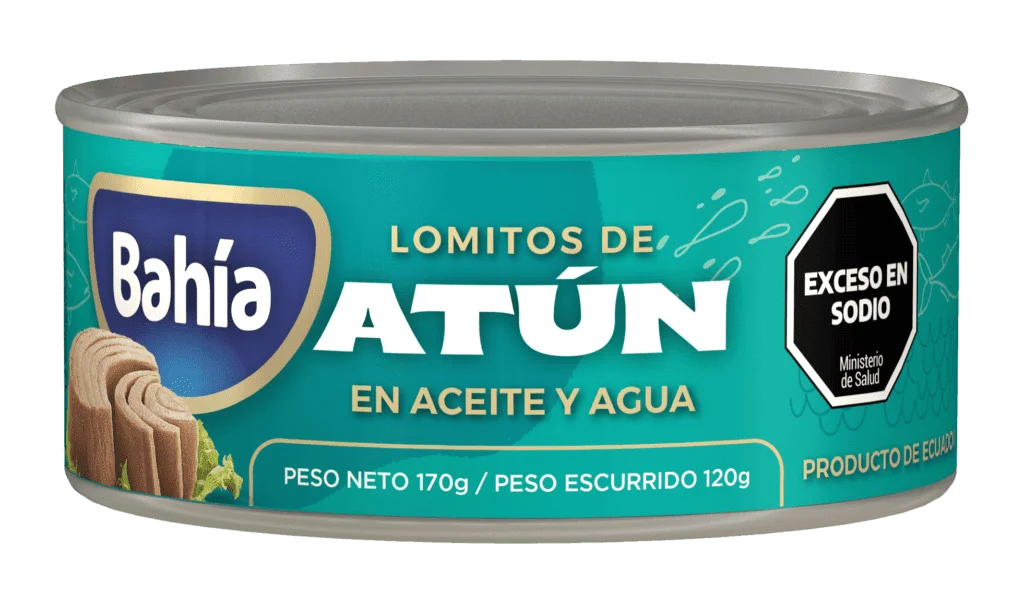 Bahía
LOMITOS DE
ATÚN
EN ACEITE Y AGUA
PESO NETO 170g / PESO ESCURRIDO 120g
EXCESO EN
SODIO
Ministerio
de Salud
PRODUCTO DE ECUADOR